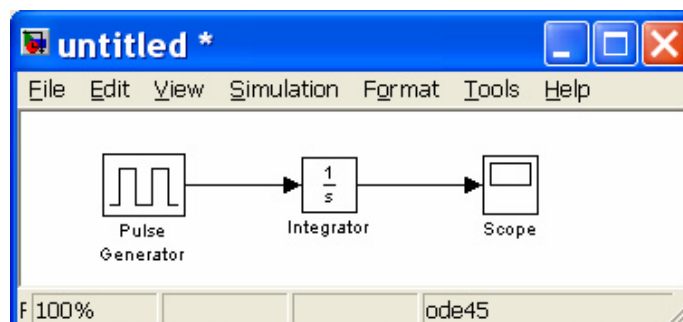 untitled *
File Edit View Simulation Format Tools Help
1
s
Pulse
Generator
Integrator
Scope
F 100% ode45